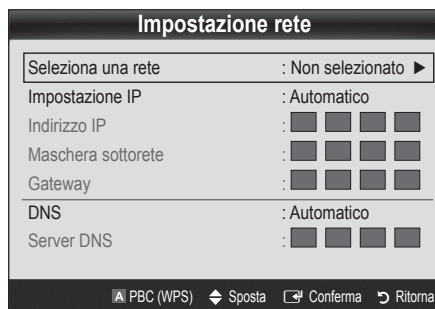 Impostazione rete
Seleziona una rete : Non selezionato ►
Impostazione IP : Automatico
Indirizzo IP :
Maschera sottorete :
Gateway :
DNS : Automatico
Server DNS :
A PBC (WPS) Sposta Conferma Ritorna